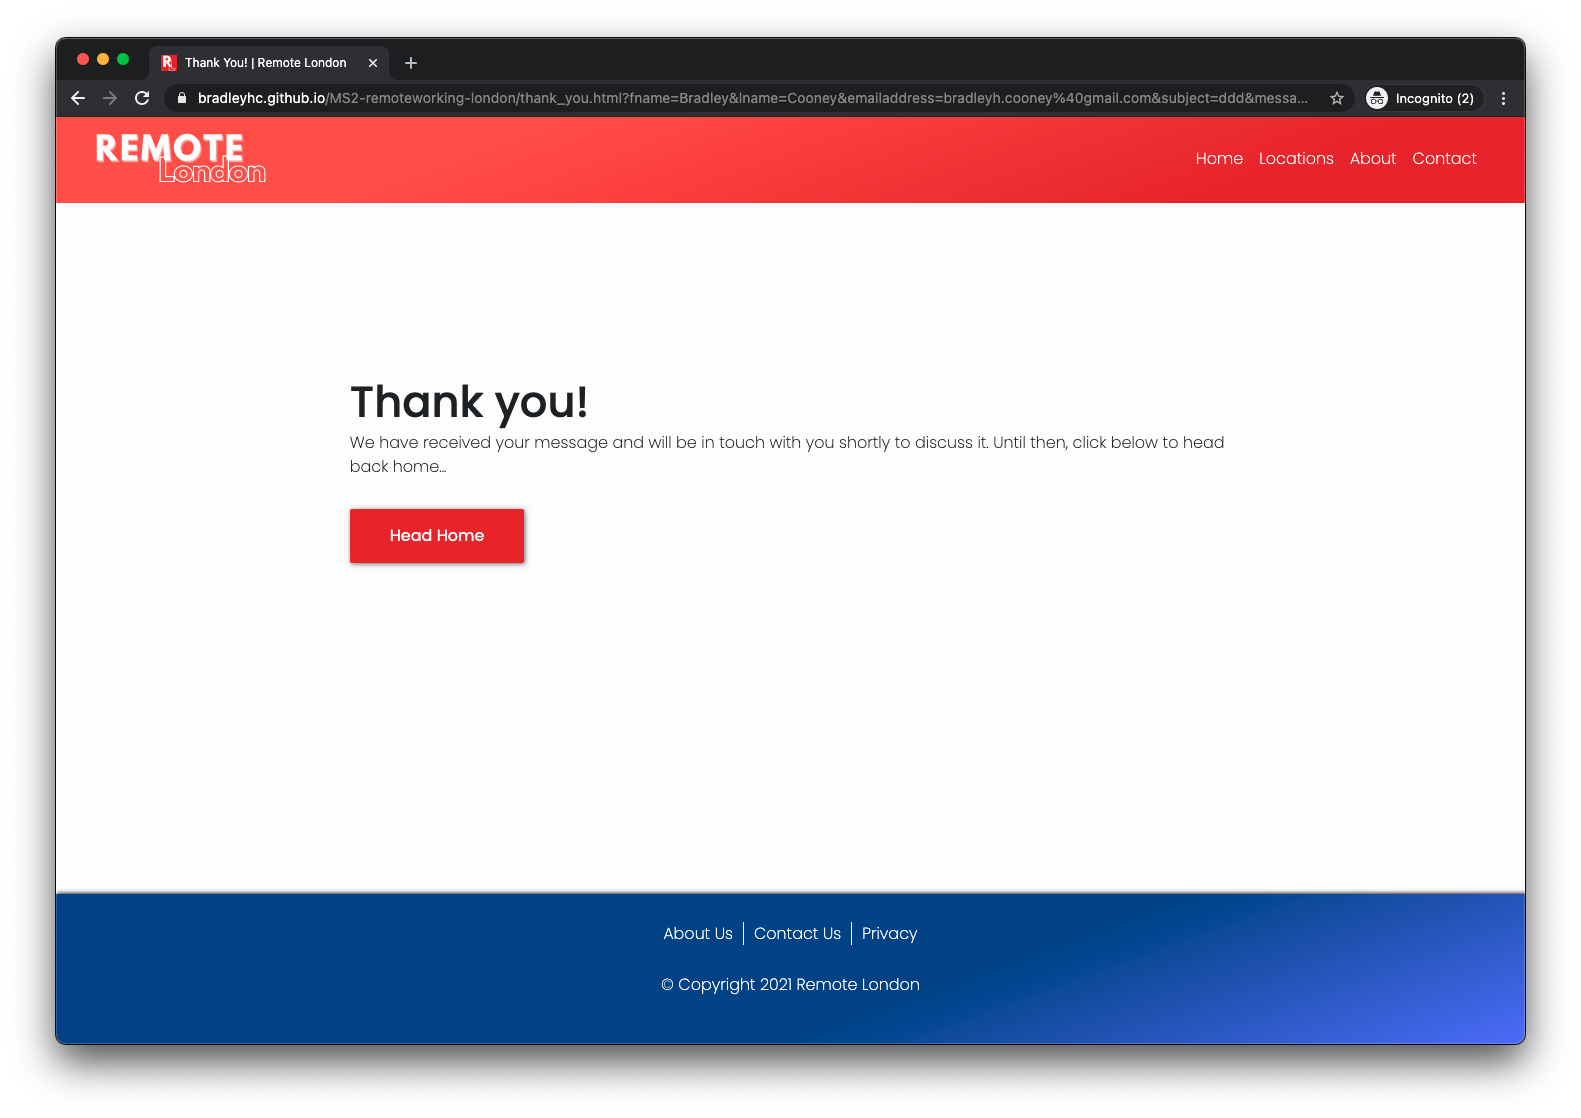 Thank You! | Remote London
bradleyhc.github.io/MS2-remoteworking-london/thank_you.html?fname=Bradley&lname=Cooney&emailaddress=bradleyh.cooney%40gmail.com&subject=ddd&messa...
Incognito (2)
REMOTE
London
Home Locations About Contact
Thank you!
We have received your message and will be in touch with you shortly to discuss it. Until then, click below to head
back home...
Head Home
About Us Contact Us Privacy
© Copyright 2021 Remote London